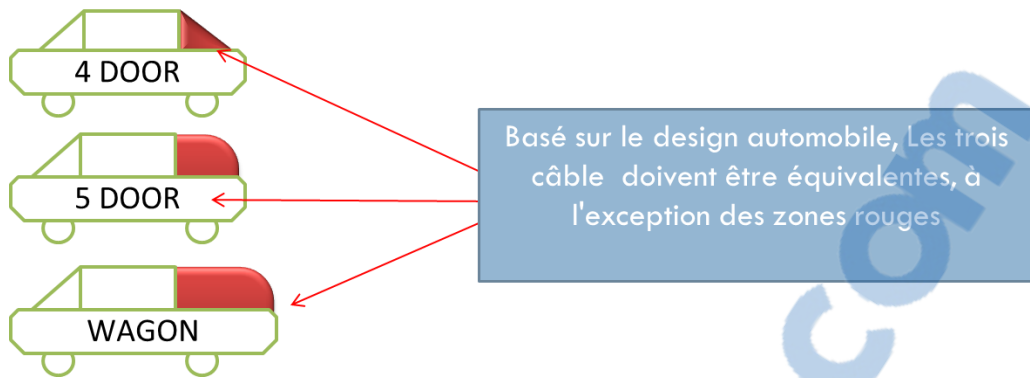 4 DOOR
5 DOOR
WAGON
Basé sur le design automobile, Les trois
câble doivent être équivalentes, à
l'exception des zones rouges
com